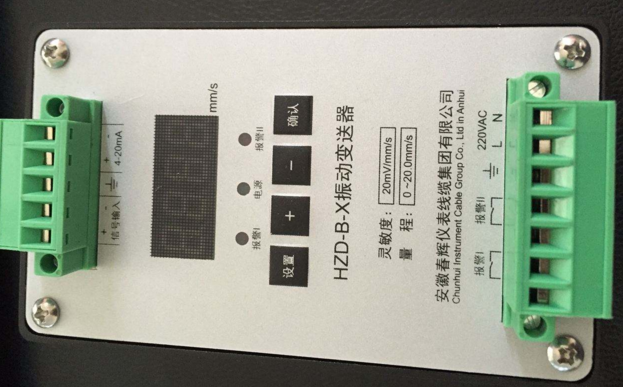 信号输入 4-20mA
+ - + -
mm/s
报警I 电源 报警II
设置 + - 确认
HZD-B-X振动变送器
灵敏度: 20mV/mm/s
量 程: 0 ~20.0mm/s
安徽春辉仪表线缆集团有限公司
Chunhui Instrument Cable Group Co., Ltd in Anhui
报警I 报警II 220VAC
L N